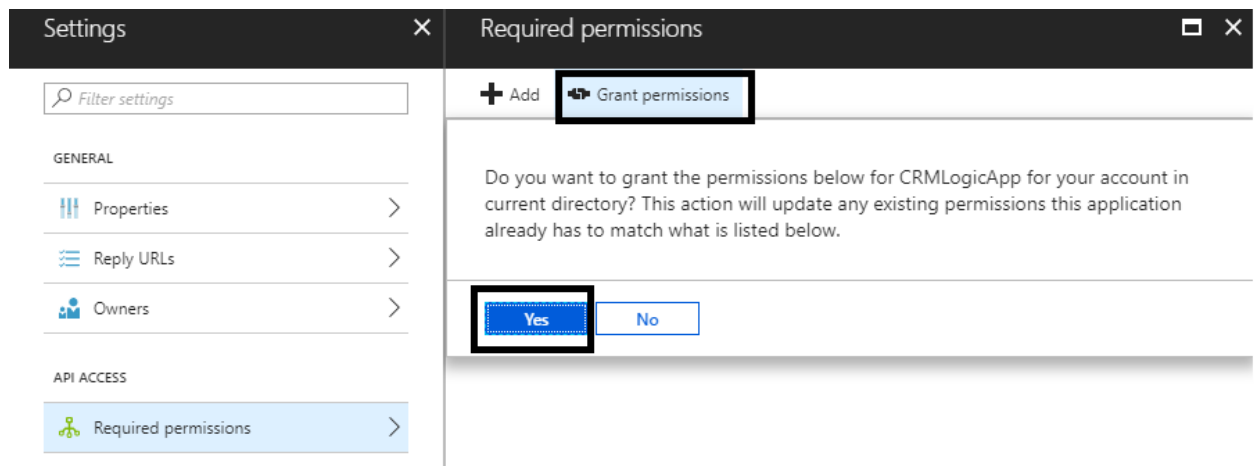 Settings
Required permissions
Filter settings
Add
Grant permissions
GENERAL
Properties
Reply URLs
Owners
API ACCESS
Required permissions
Do you want to grant the permissions below for CRMLogicApp for your account in
current directory? This action will update any existing permissions this application
already has to match what is listed below.
Yes
No